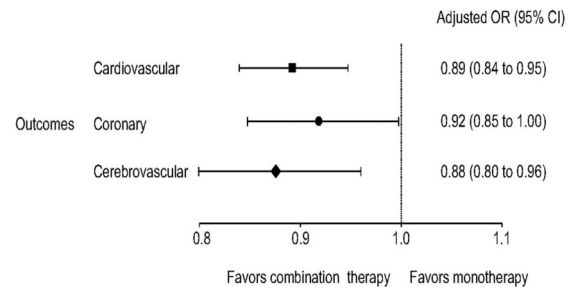 Adjusted OR (95% CI)
Cardiovascular 0.89 (0.84 to 0.95)
Outcomes Coronary 0.92 (0.85 to 1.00)
Cerebrovascular 0.88 (0.80 to 0.96)
0.8 0.9 1.0 1.1
Favors combination therapy Favors monotherapy